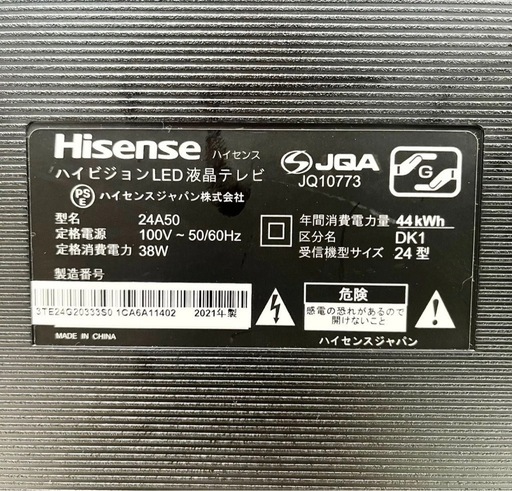 Hisense ハイセンス
ハイビジョンLED液晶テレビ
PSE ハイセンスジャパン株式会社
JQA
JQ10773
G
型名 24A50
定格電源 100V ~ 50/60Hz
定格消費電力 38W
製造番号
年間消費電力量 44kWh
区分名 DK1
受信機型サイズ 24型
3TE24G20333S0 1CA6A11402 2021年製
MADE IN CHINA
危険
感電の恐れがあるので
開けないこと
ハイセンスジャパン